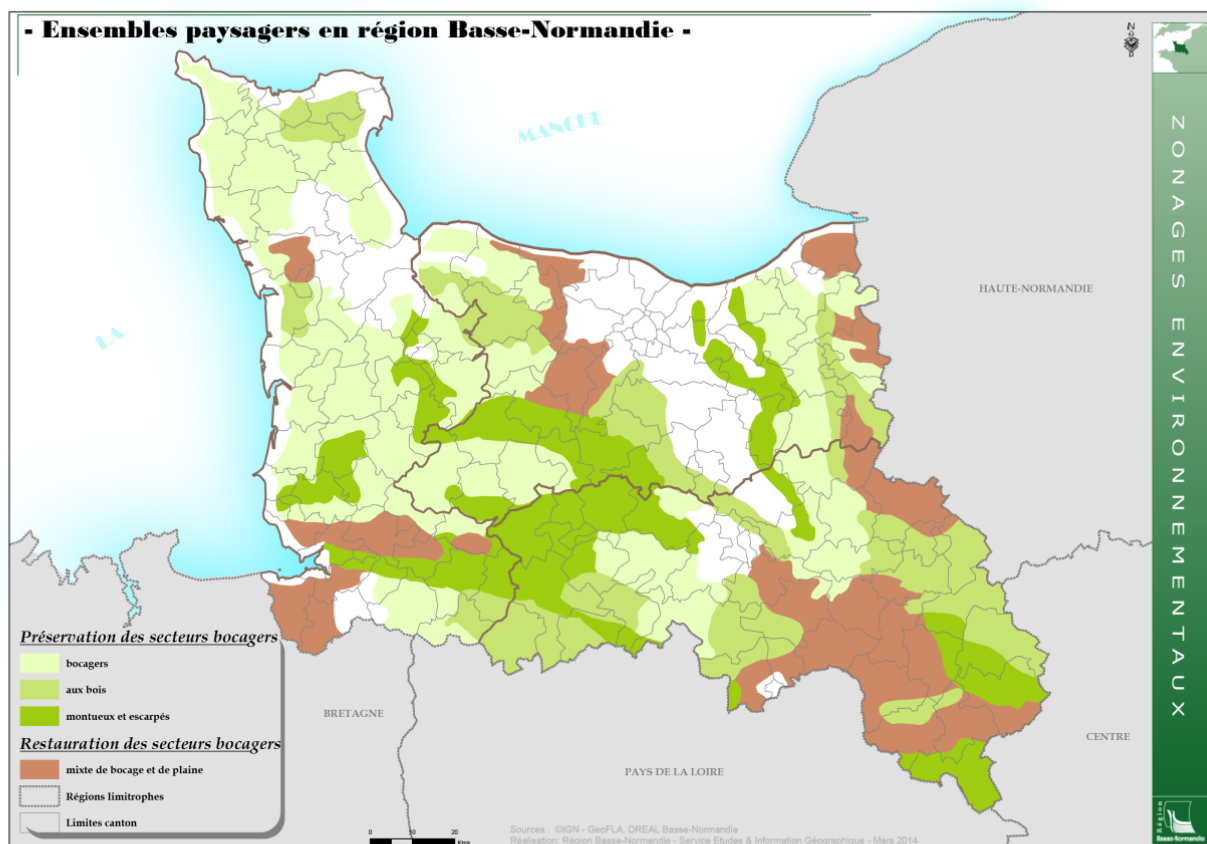 - Ensembles paysagers en région Basse-Normandie -
N
MANCHE
LA
HAUTE-NORMANDIE
ZONAGES ENVIRONNEMENTAUX
Préservation des secteurs bocagers
bocagers
aux bois
montueux et escarpés
Restauration des secteurs bocagers
mixte de bocage et de plaine
Régions limitrophes
Limites canton
BRETAGNE
PAYS DE LA LOIRE
CENTRE
0 10 20
Kms
Sources : ©IGN - GeoFLA, DREAL Basse-Normandie
Réalisation: Région Basse-Normandie - Service Etudes & Information Géographique - Mars 2014
Région
Basse-Normandie